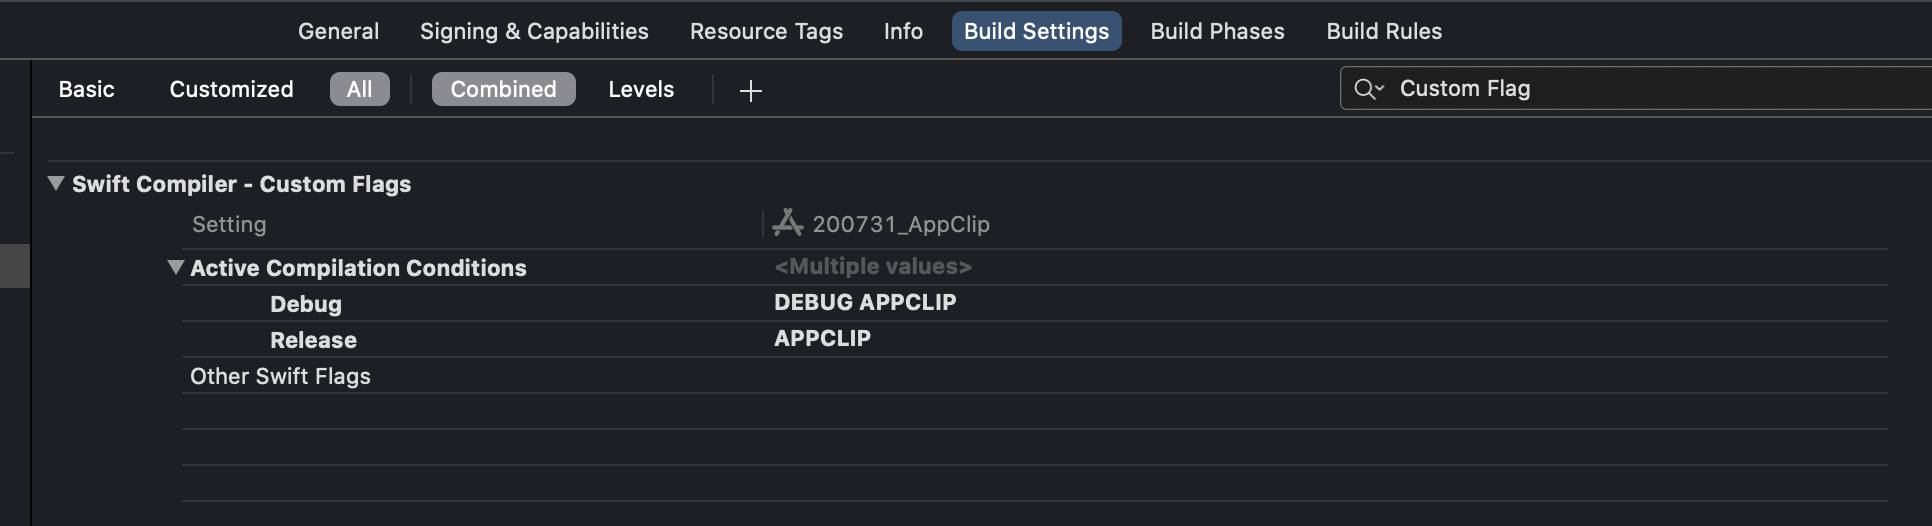 General Signing & Capabilities Resource Tags Info Build Settings Build Phases Build Rules
Basic Customized All Combined Levels + Custom Flag
Swift Compiler - Custom Flags
Setting 200731_AppClip
Active Compilation Conditions <Multiple values>
Debug DEBUG APPCLIP
Release APPCLIP
Other Swift Flags